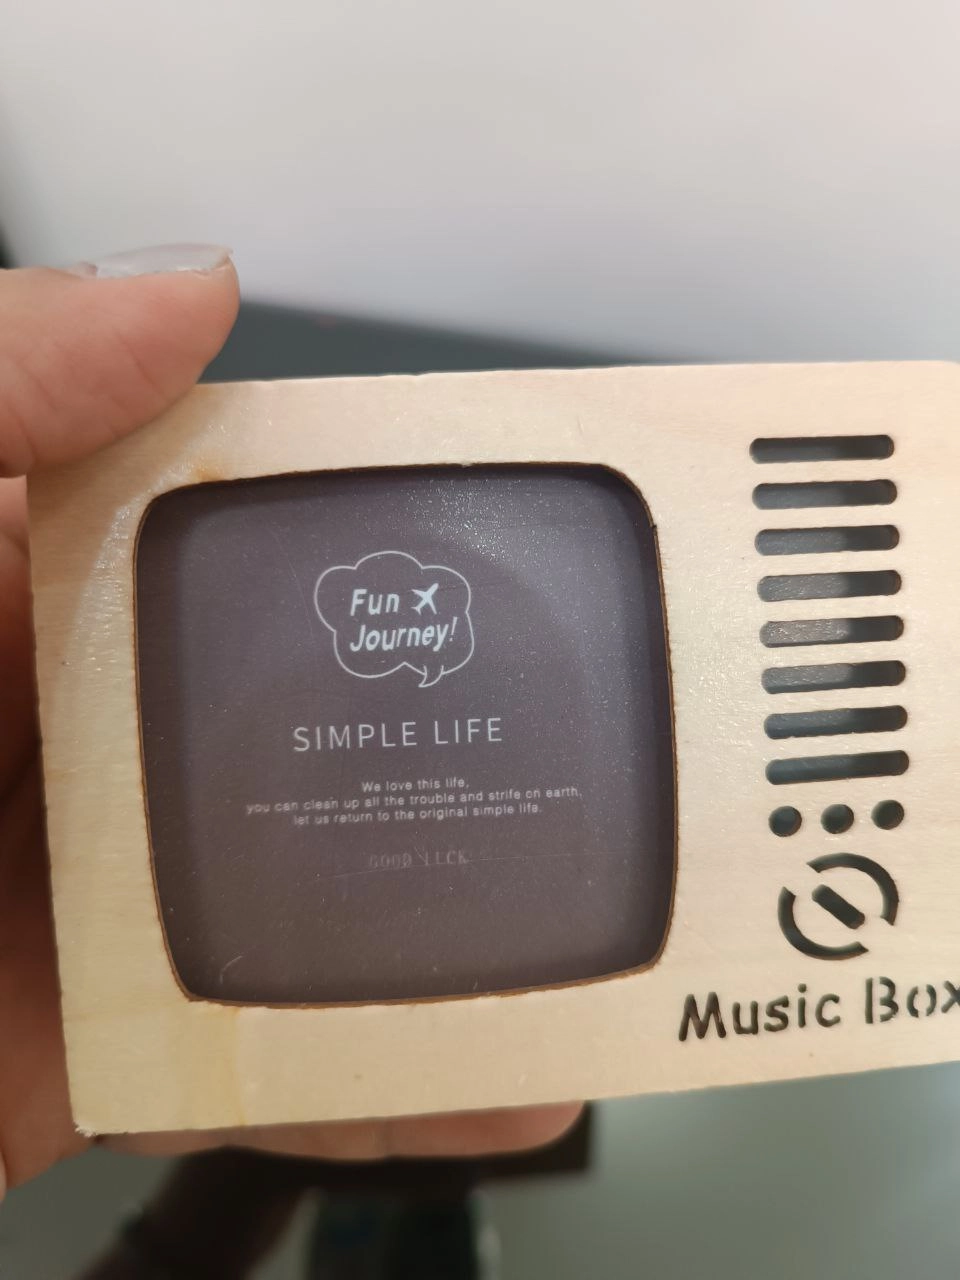 Fun
Journey!
SIMPLE LIFE
We love this life,
you can clean up all the trouble and strife on earth,
let us return to the original simple life.
GOOD
Music Box